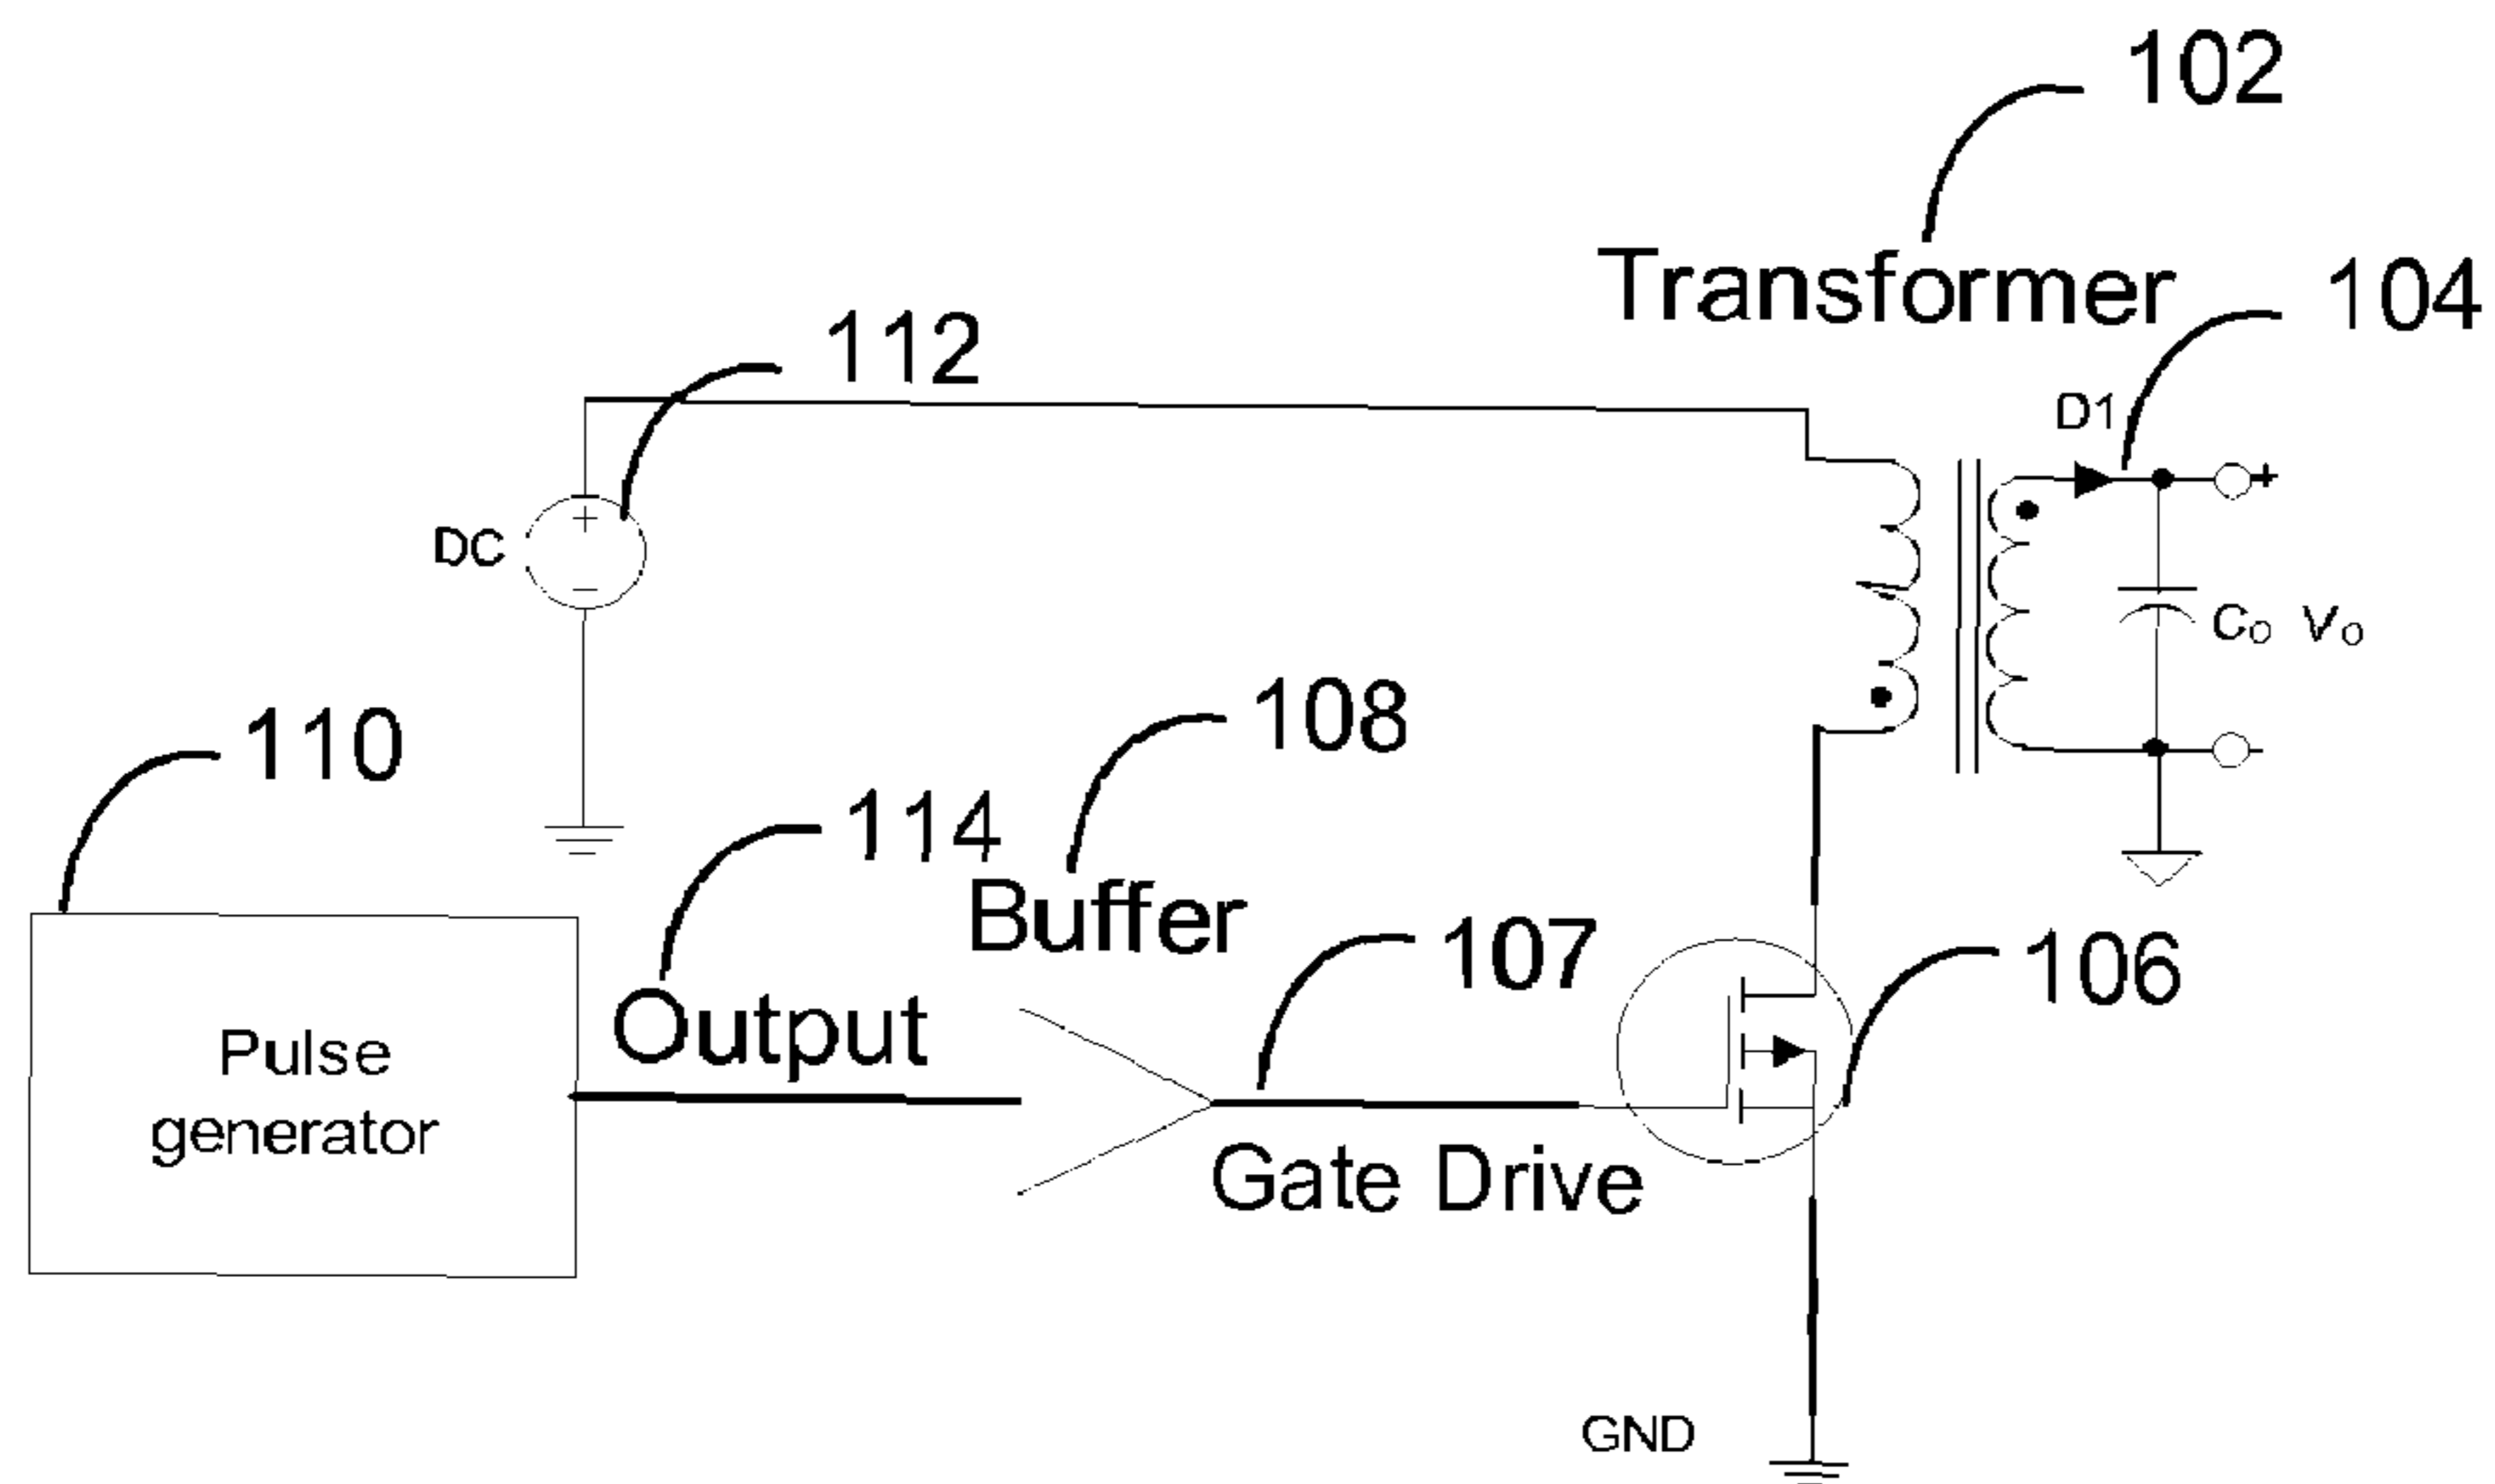 102
Transformer
104
112
D1
+
DC
+
−
Co Vo
108
110
114
-
Buffer
107
106
Output
Pulse
generator
Gate Drive
GND